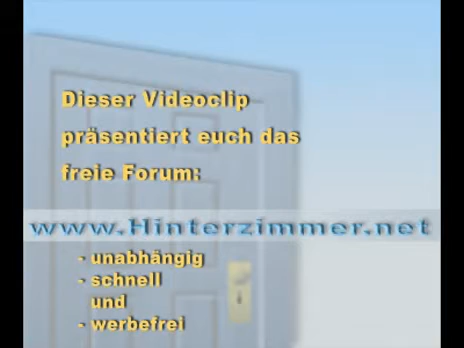 Dieser Videoclip
präsentiert euch das
freie Forum:
www.Hinterzimmer.net
- unabhängig
- schnell
und
- werbefrei